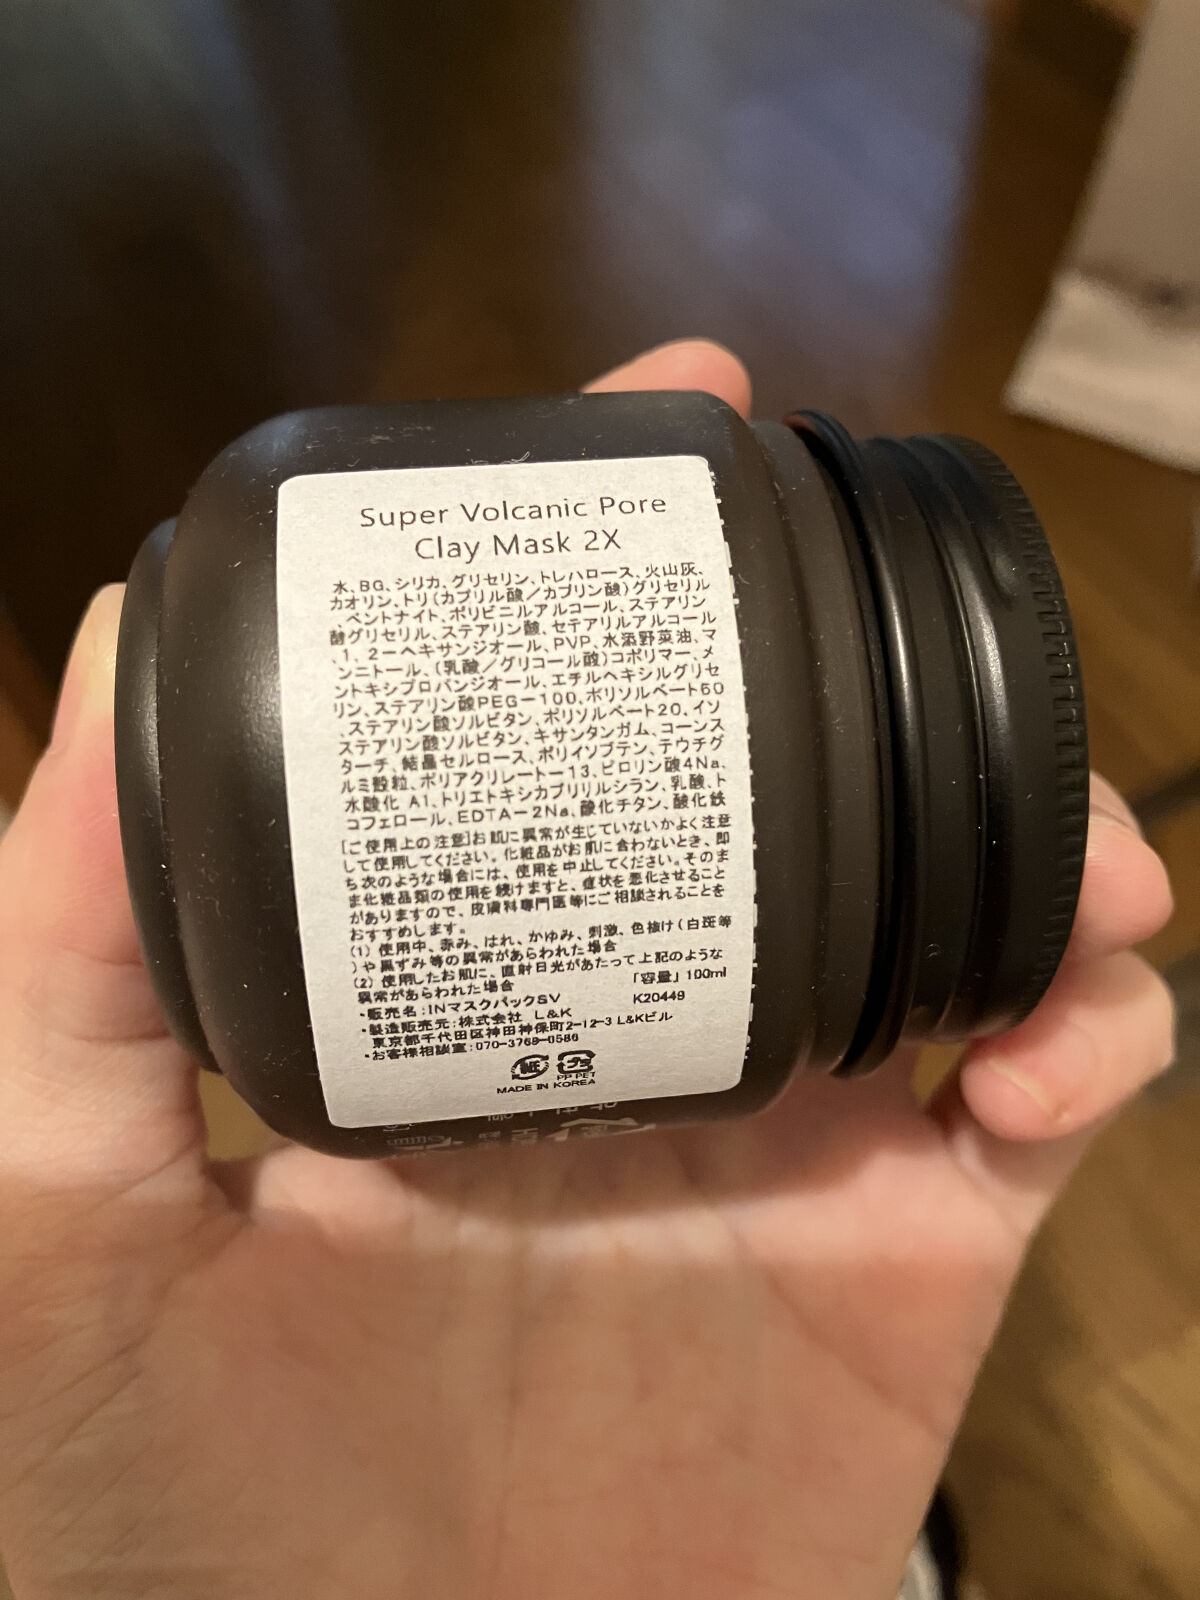 Super Volcanic Pore
Clay Mask 2X
水、BG、シリカ、グリセリン、トレハロース、火山灰、
カオリン、トリ(カプリル酸/カプリン酸)グリセリル
、ベントナイト、ポリビニルアルコール、ステアリン
酸グリセリル、ステアリン酸、セテアリルアルコール
、1、2-ヘキサンジオール、PVP、水添野菜油、マ
ンニトール、(乳酸/グリコール酸)コポリマー、メ
ントキシプロパンジオール、エチルヘキシルグリセ
リン、ステアリン酸PEG-100、ポリソルベート60
、ステアリン酸ソルビタン、ポリソルベート20、イソ
ステアリン酸ソルビタン、キサンタンガム、コーンス
ターチ、結晶セルロース、ポリイソブテン、テウチグ
ルミ殻粒、ポリアクリレート-13、ピロリン酸4Na、
水酸化 Al、トリエトキシカプリリルシラン、乳酸、ト
コフェロール、EDTA-2Na、酸化チタン、酸化鉄
[ご使用上の注意]お肌に異常が生じていないかよく注意
して使用してください。化粧品がお肌に合わないとき、即
ち次のような場合には、使用を中止してください。そのま
ま化粧品類の使用を続けますと、症状を悪化させること
がありますので、皮膚科専門医等にご相談されることを
おすすめします。
(1) 使用中、赤み、はれ、かゆみ、刺激、色抜け(白斑等
)や黒ずみ等の異常があらわれた場合
(2) 使用したお肌に、直射日光があたって上記のような
異常があらわれた場合 「容量」100ml
・販売名:INマスクパックSV K20449
・製造販売元:株式会社 L&K
東京都千代田区神田神保町2-12-3 L&Kビル
・お客様相談室:070-3769-0586
紙 プラ
PP PET
MADE IN KOREA